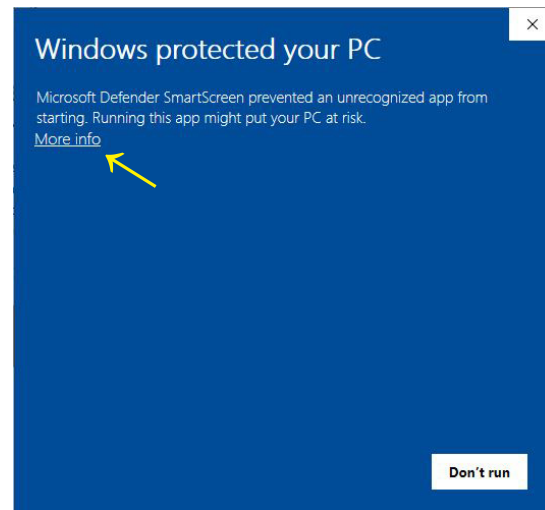 Windows protected your PC
Microsoft Defender SmartScreen prevented an unrecognized app from
starting. Running this app might put your PC at risk.
More info
Don't run